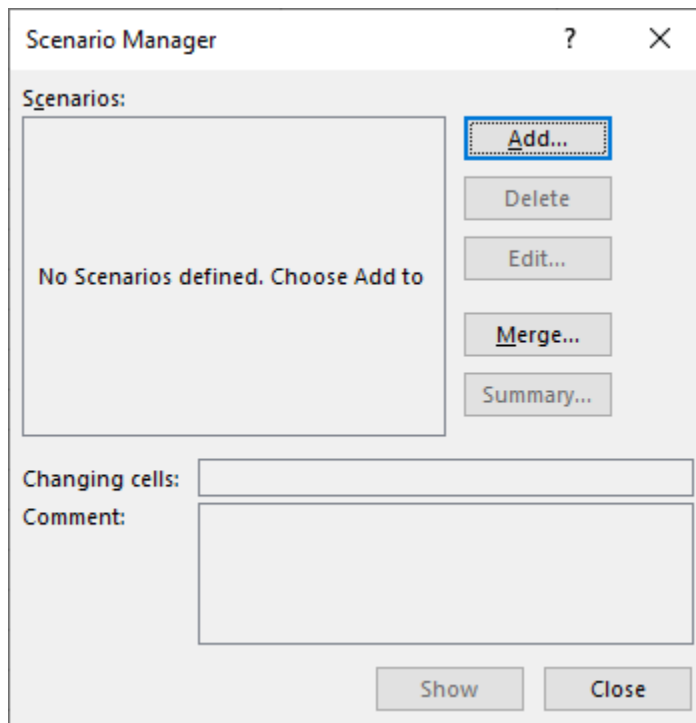 Scenario Manager ?
Scenarios:
Add...
Delete
Edit...
No Scenarios defined. Choose Add to
Merge...
Summary...
Changing cells:
Comment:
Show Close